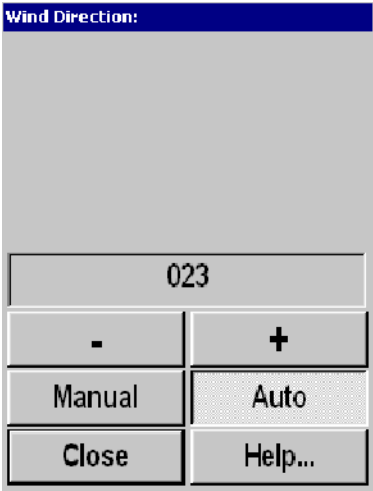 Wind Direction:
023
- +
Manual Auto
Close Help...